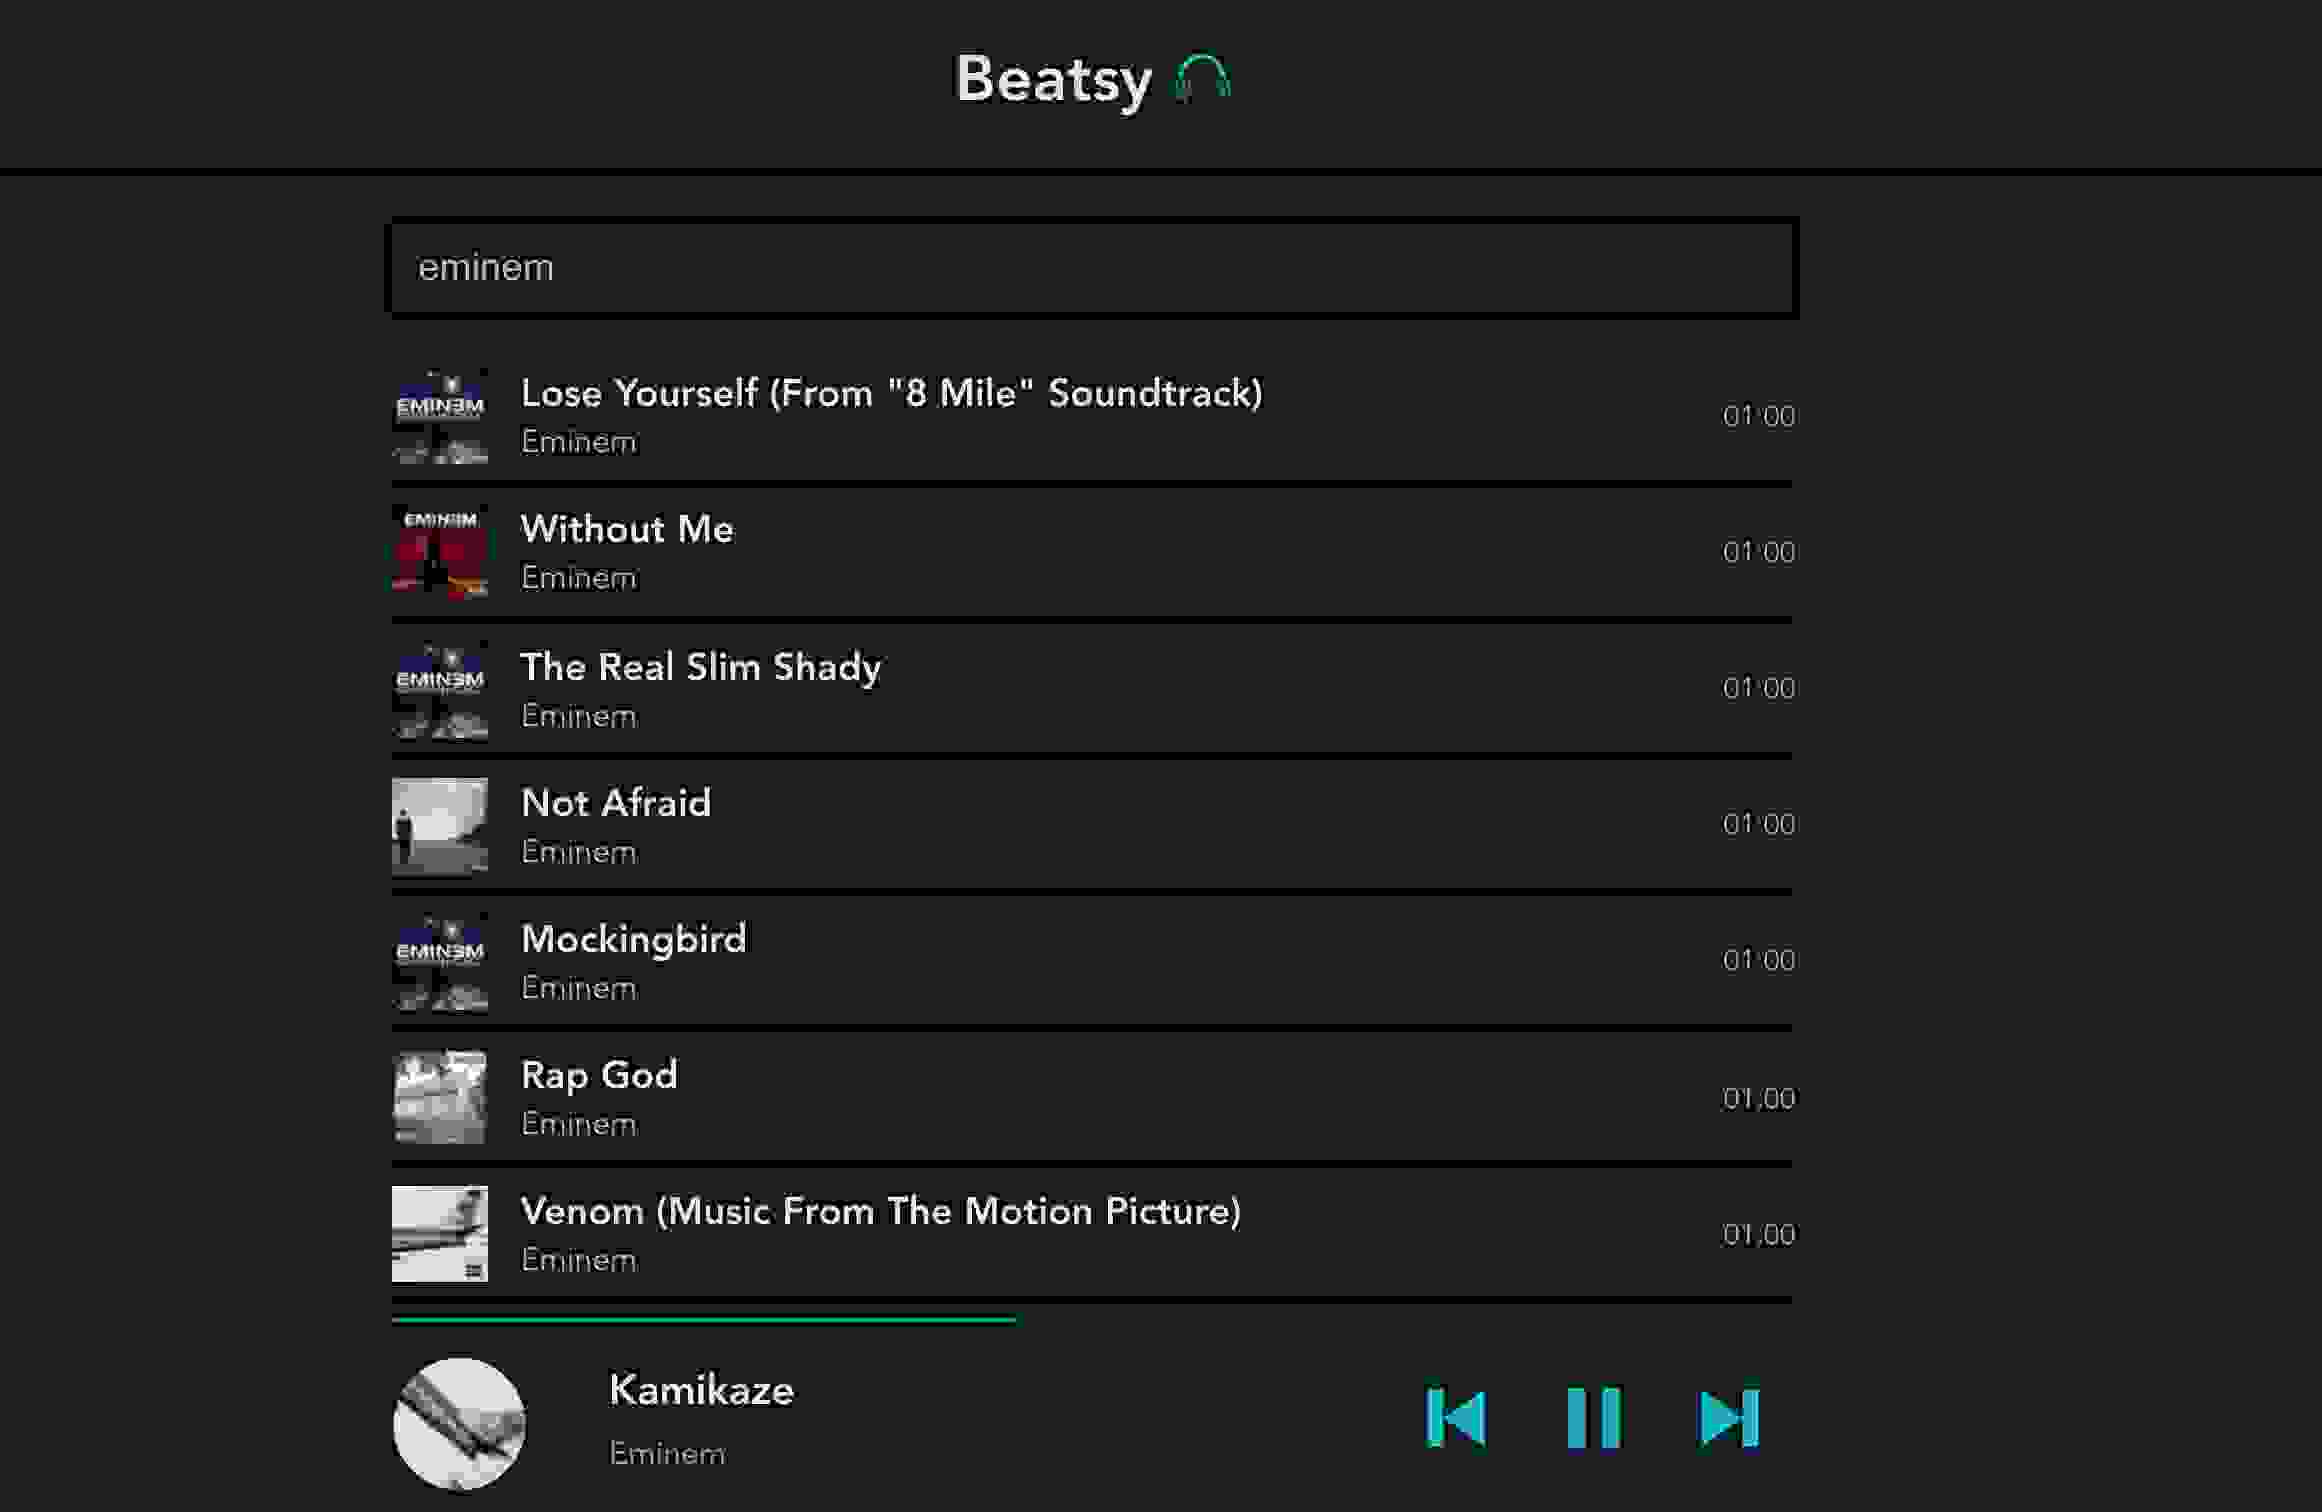 Beatsy
eminem
EMINEM
Lose Yourself (From "8 Mile" Soundtrack)
Eminem
01:00
EMINEM
Without Me
Eminem
01:00
EMINEM
The Real Slim Shady
Eminem
01:00
Not Afraid
Eminem
01:00
EMINEM
Mockingbird
Eminem
01:00
Rap God
Eminem
01:00
Venom (Music From The Motion Picture)
Eminem
01:00
Kamikaze
Eminem